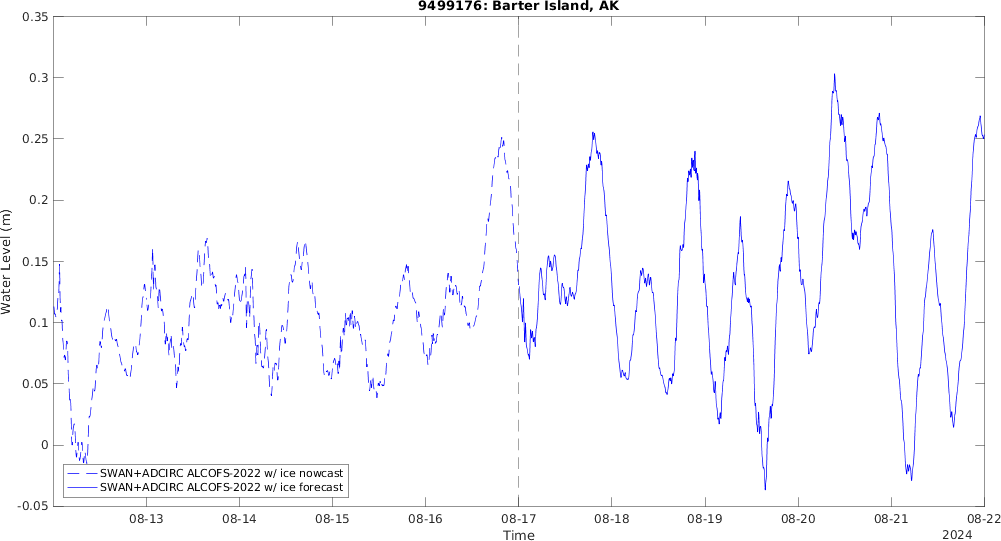 9499176: Barter Island, AK
Water Level (m)
0.35
0.3
0.25
0.2
0.15
0.1
0.05
0
-0.05
SWAN+ADCIRC ALCOFS-2022 w/ ice nowcast
SWAN+ADCIRC ALCOFS-2022 w/ ice forecast
08-13 08-14 08-15 08-16 08-17 08-18 08-19 08-20 08-21 08-22
Time
2024